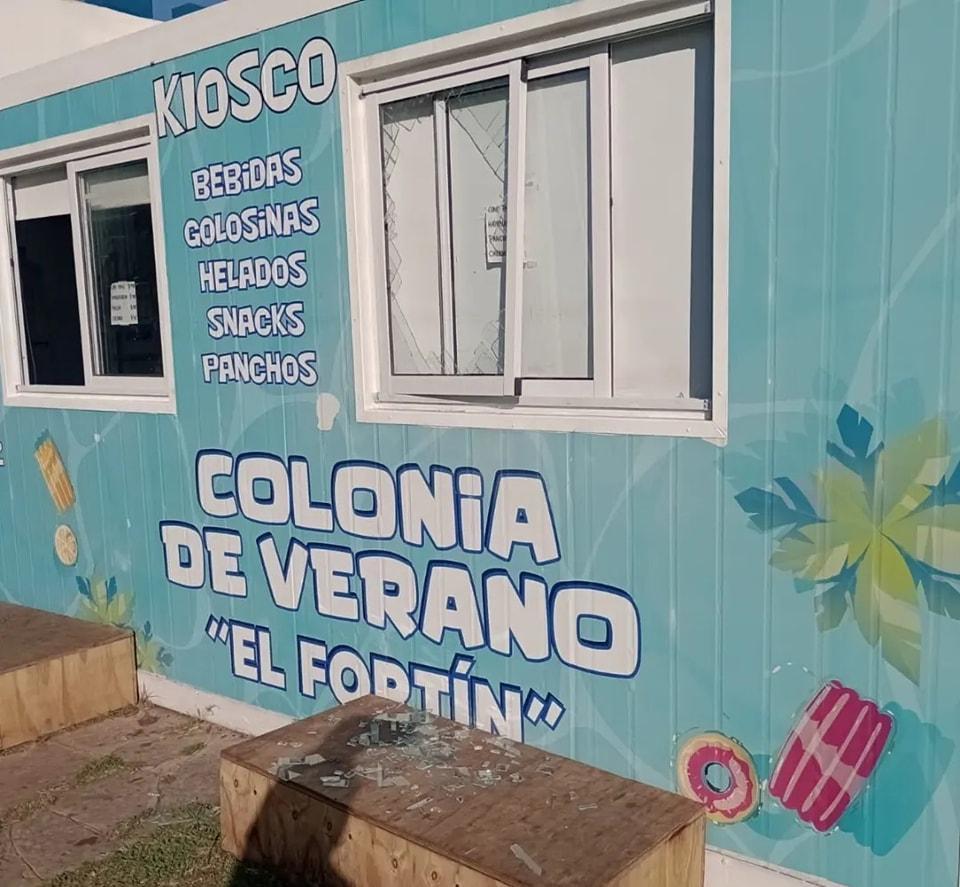 KIOSCO
BEBiDAS
GOLOSiNAS
HELADOS
SNACKS
PANCHOS
COLONiA
DE VERANO
"EL FORTÍN"